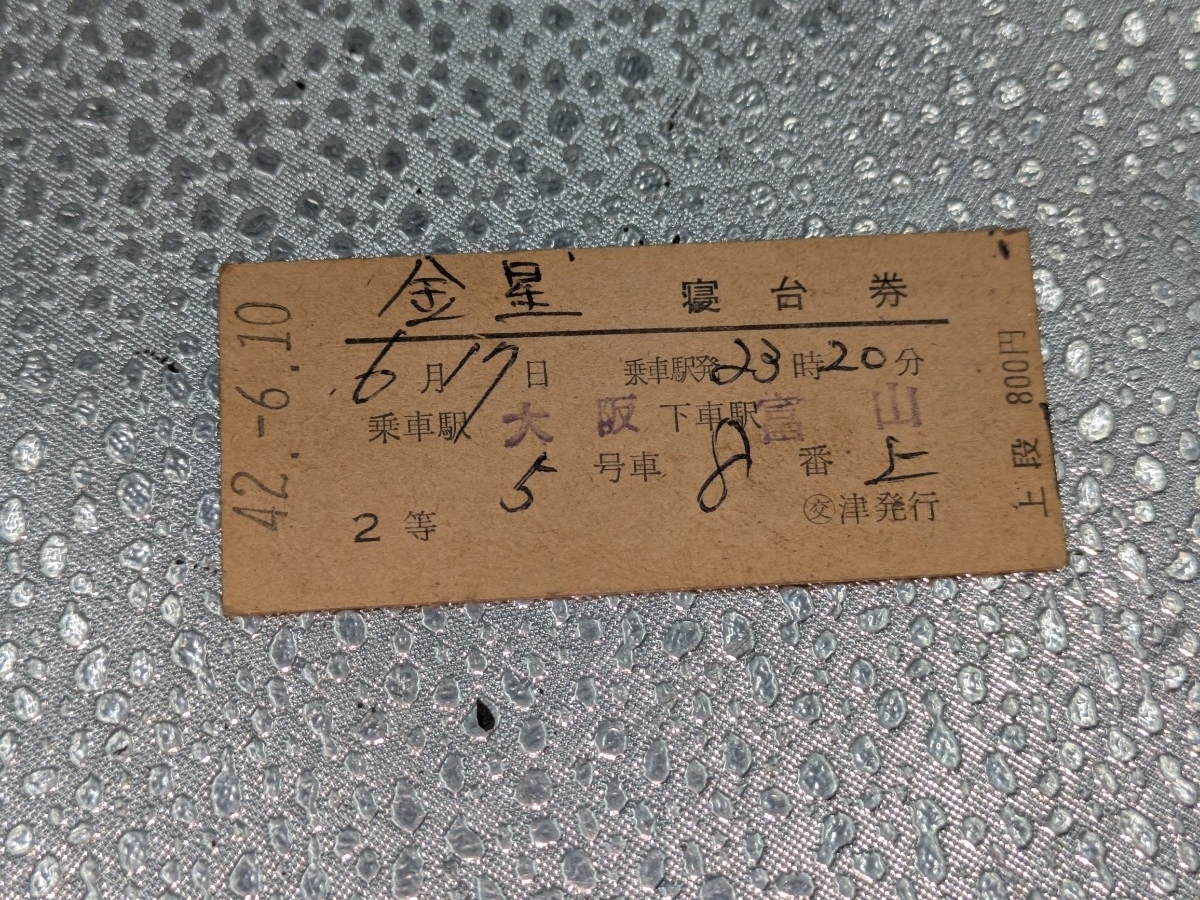 42.-6.10
金星 寝台券
6月17日 乗車駅発23時20分
乗車駅 大阪 下車駅 富山
5号車 8番 上
2等 ㊋津発行
上段 800円